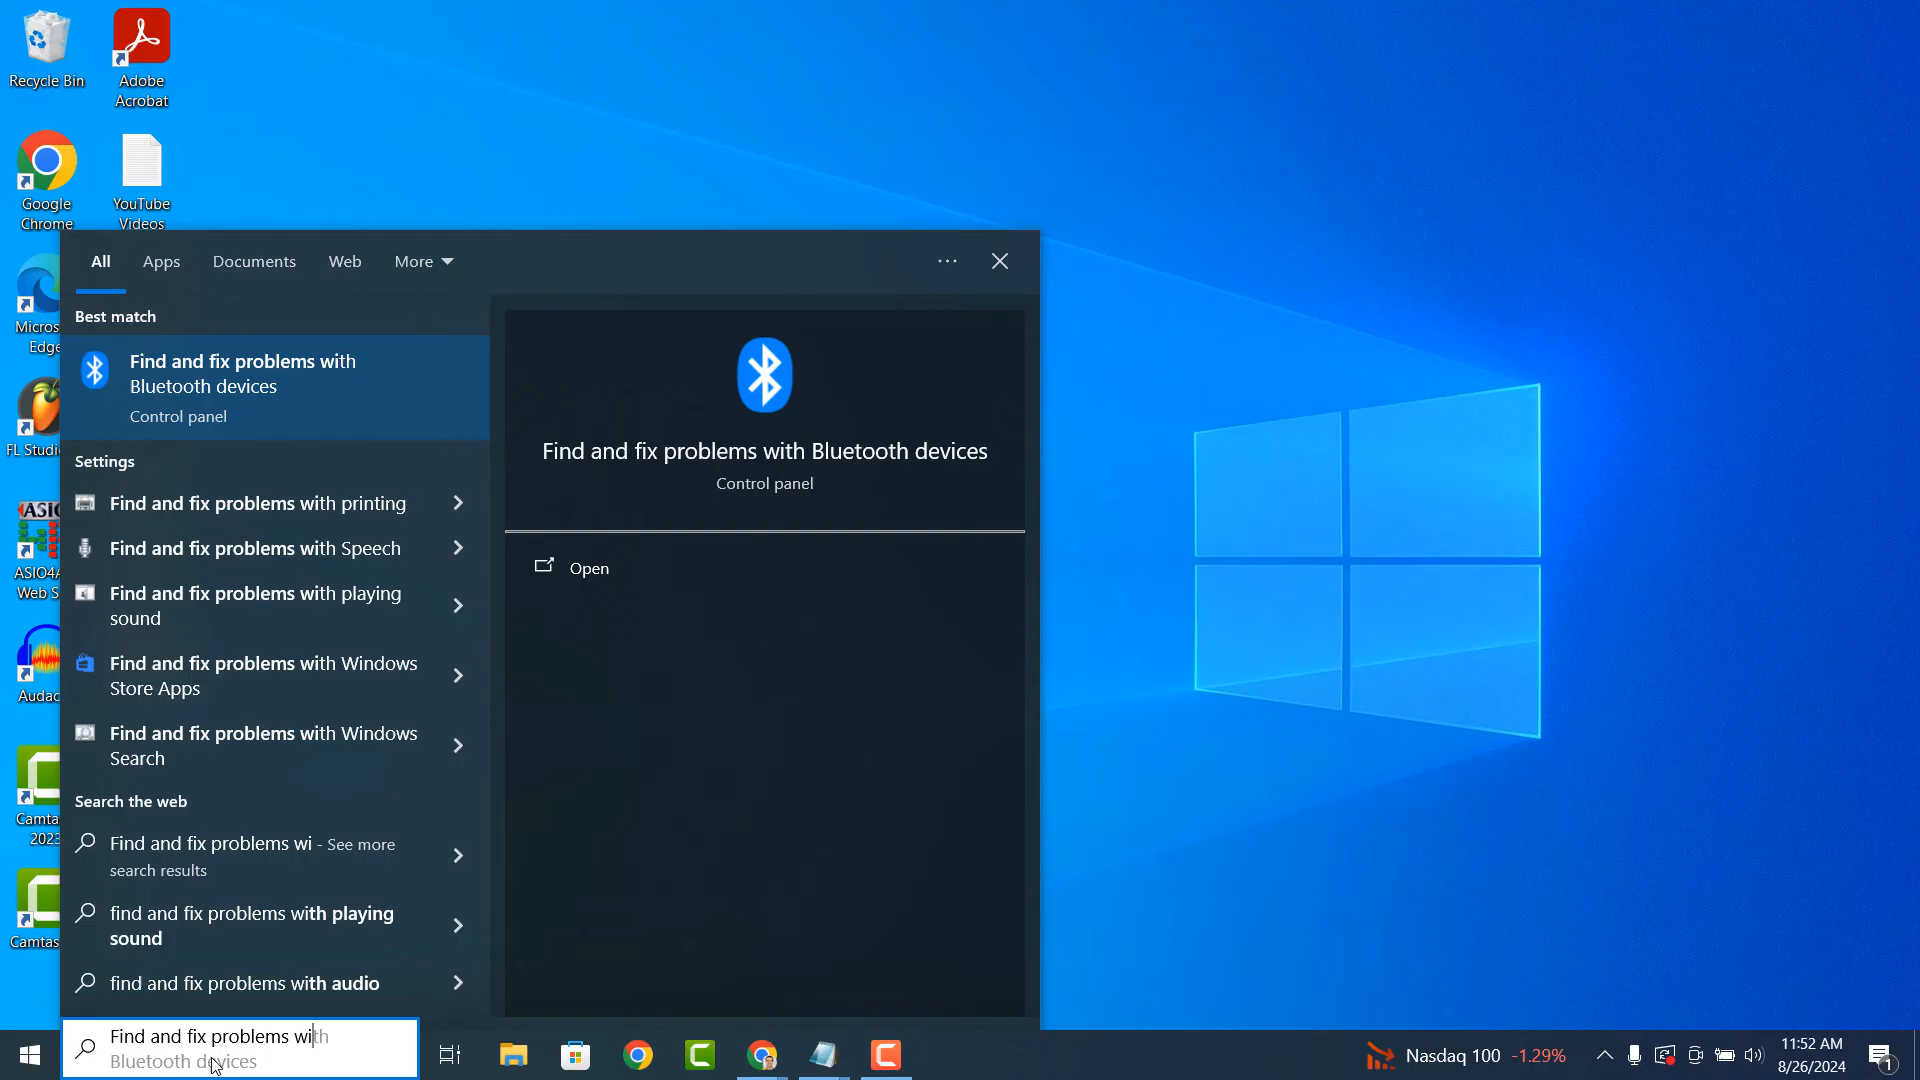 Recycle Bin
Adobe
Acrobat
Google
Chrome
YouTube
Videos
Micros
Edge
FL Studi
ASIO
ASIO4A
Web S
Audac
Camta
2023
Camtas
All Apps Documents Web More
Best match
Find and fix problems with
Bluetooth devices
Control panel
Settings
Find and fix problems with printing
Find and fix problems with Speech
Find and fix problems with playing
sound
Find and fix problems with Windows
Store Apps
Find and fix problems with Windows
Search
Search the web
Find and fix problems wi - See more
search results
find and fix problems with playing
sound
find and fix problems with audio
Find and fix problems with Bluetooth devices
Control panel
Open
Find and fix problems with
Bluetooth devices
Nasdaq 100 -1.29%
11:52 AM
8/26/2024
1